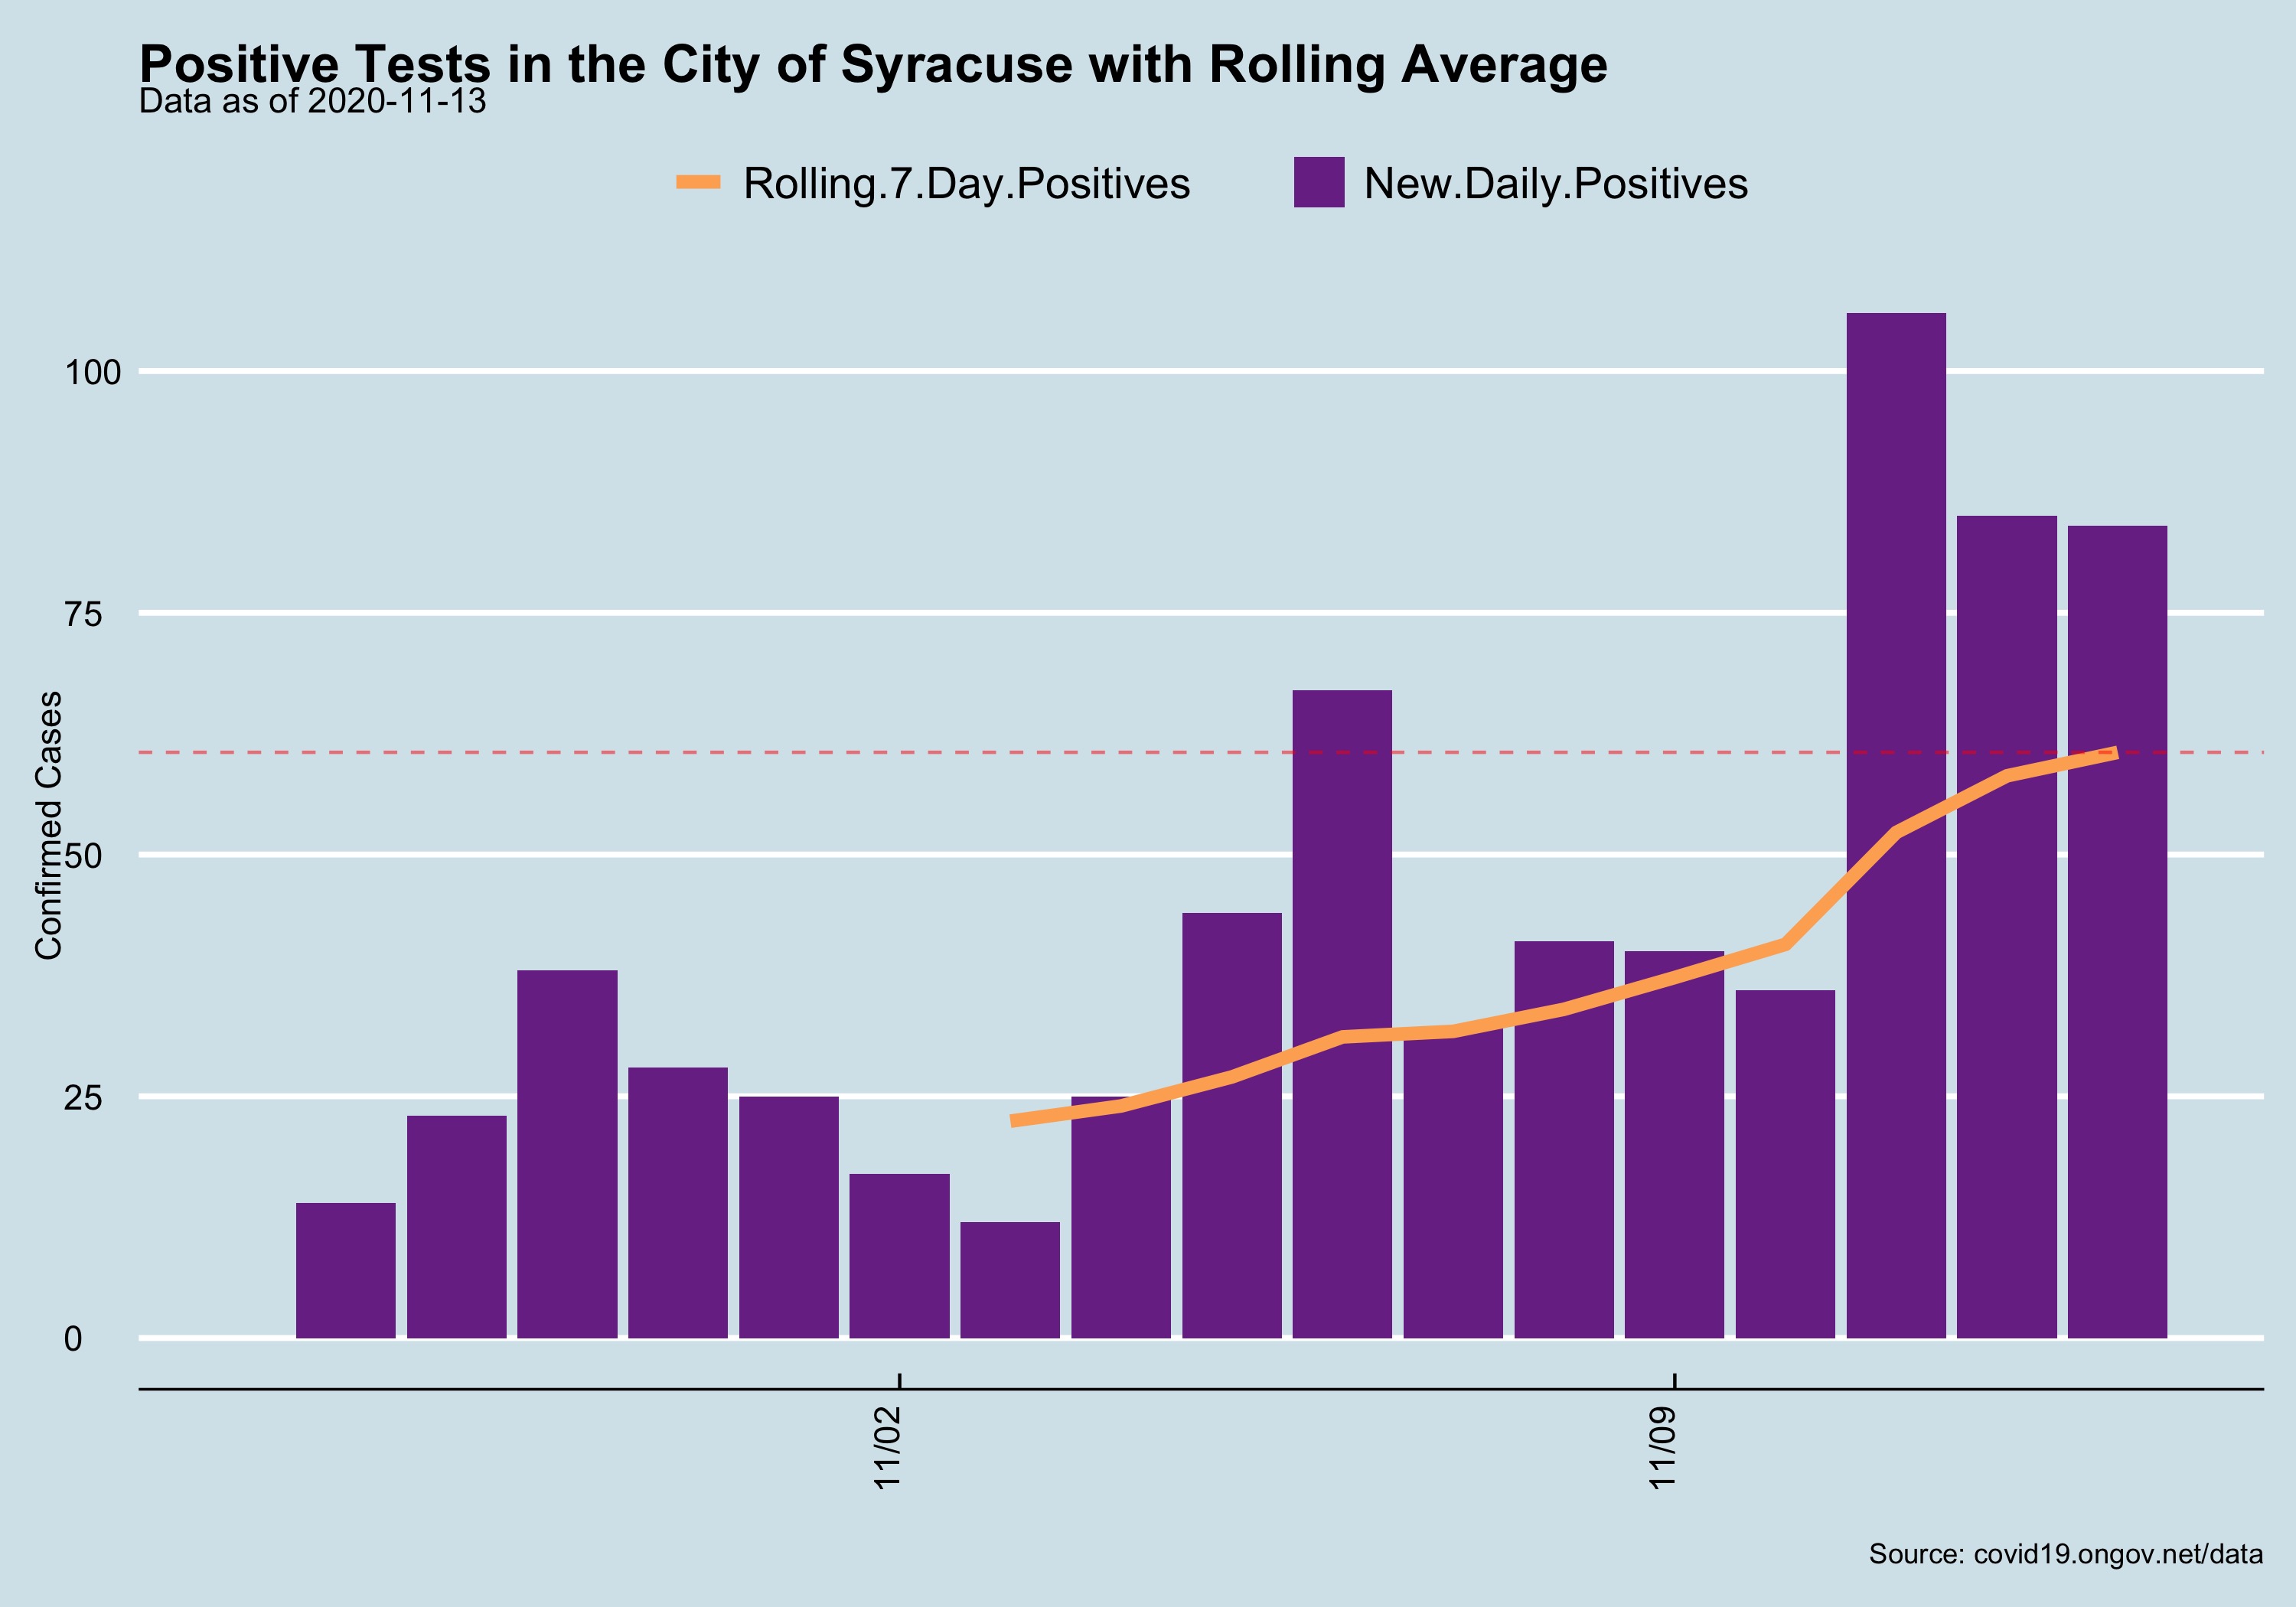 Positive Tests in the City of Syracuse with Rolling Average
Data as of 2020-11-13
Rolling.7.Day.Positives New.Daily.Positives
100
75
50
25
0
Confirmed Cases
11/02 11/09
Source: covid19.ongov.net/data